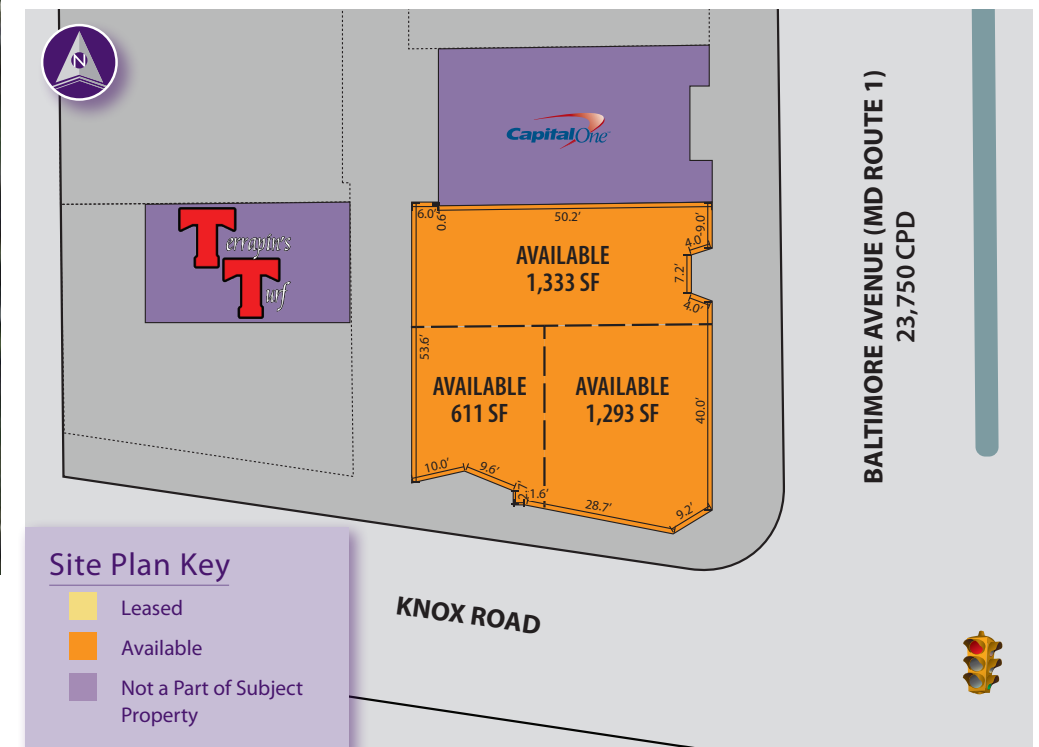 N
CapitalOne
BALTIMORE AVENUE (MD ROUTE 1)
23,750 CPD
Terrapin's
Turf
6.0'
0.6'
50.2'
9.0'
4.0'
7.2'
4.0'
AVAILABLE
1,333 SF
53.6'
AVAILABLE
611 SF
AVAILABLE
1,293 SF
40.0'
10.0'
9.6'
1.6'
28.7'
9.2'
Site Plan Key
Leased
Available
Not a Part of Subject
Property
KNOX ROAD